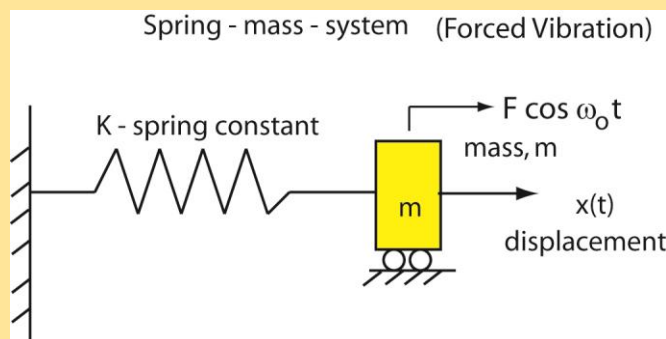 Spring - mass - system (Forced Vibration)
K - spring constant
F cos ωₒt
mass, m
m
x(t)
displacement